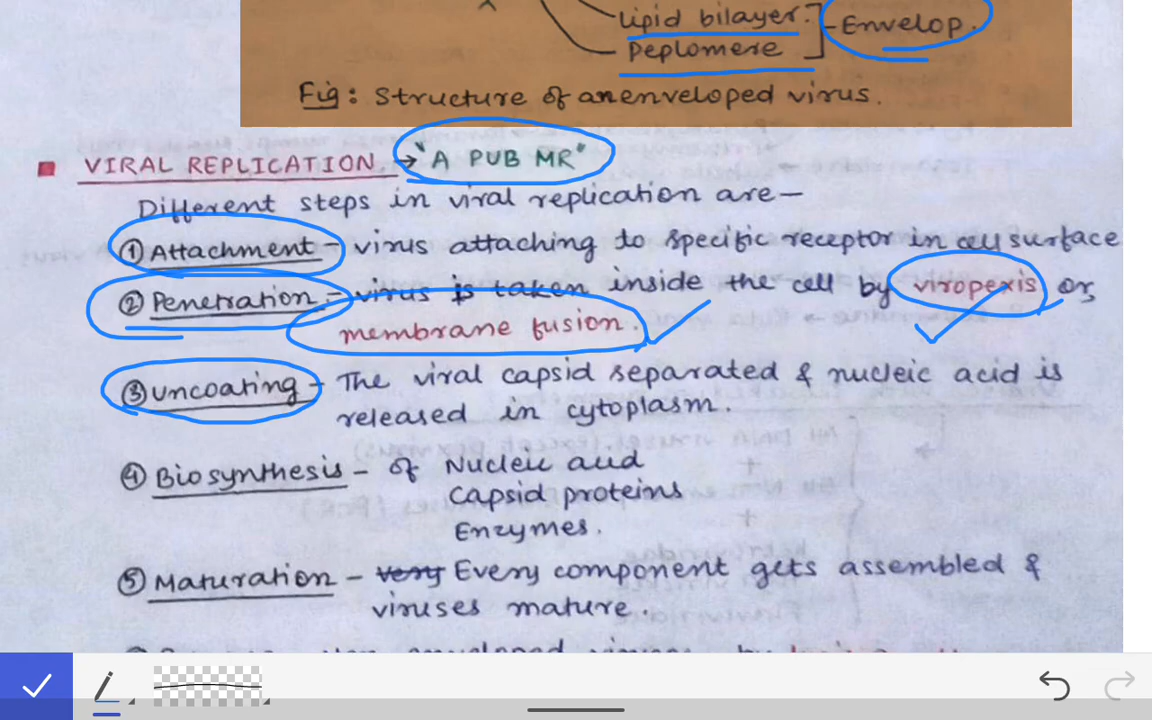 Lipid bilayer.
Envelop.
Peplomere
Fig: Structure of an enveloped virus.
VIRAL REPLICATION. → "A PUB MR"
Different steps in viral replication are —
① Attachment - virus attaching to specific receptor in cell surface
② Penetration - virus is taken inside the cell by viropexis or,
membrane fusion.
③ Uncoating - The viral capsid separated & nucleic acid is
released in cytoplasm.
④ Biosynthesis - of Nucleic acid
Capsid proteins
Enzymes.
⑤ Maturation - very Every component gets assembled &
viruses mature.